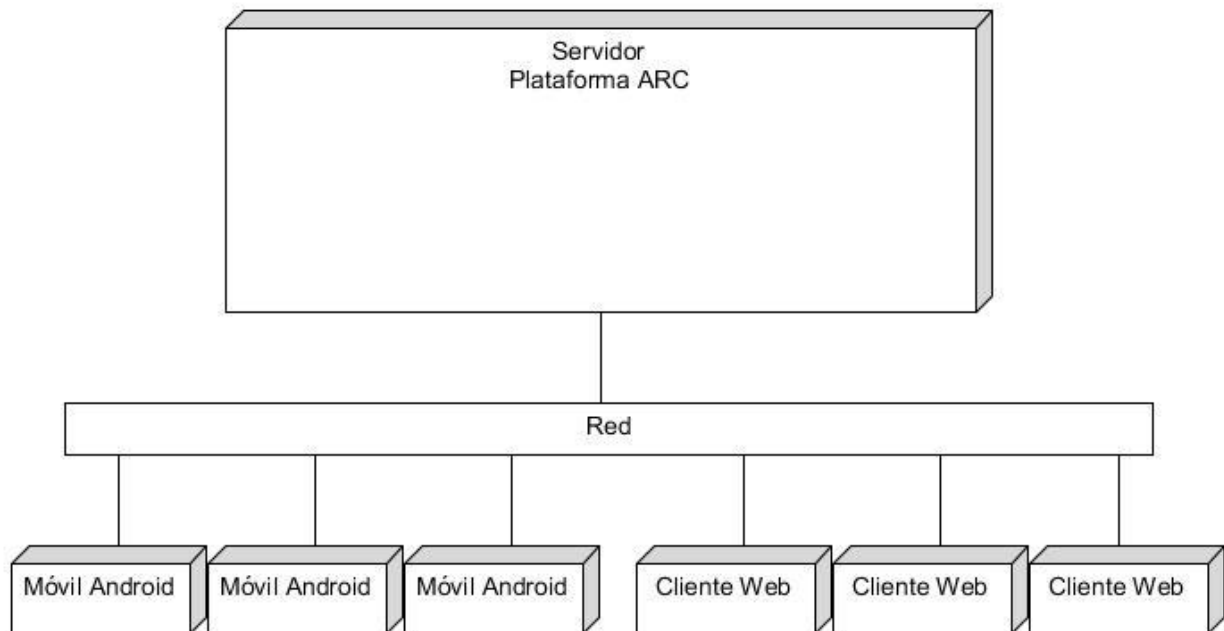 Servidor
Plataforma ARC
Red
Móvil Android
Móvil Android
Móvil Android
Cliente Web
Cliente Web
Cliente Web